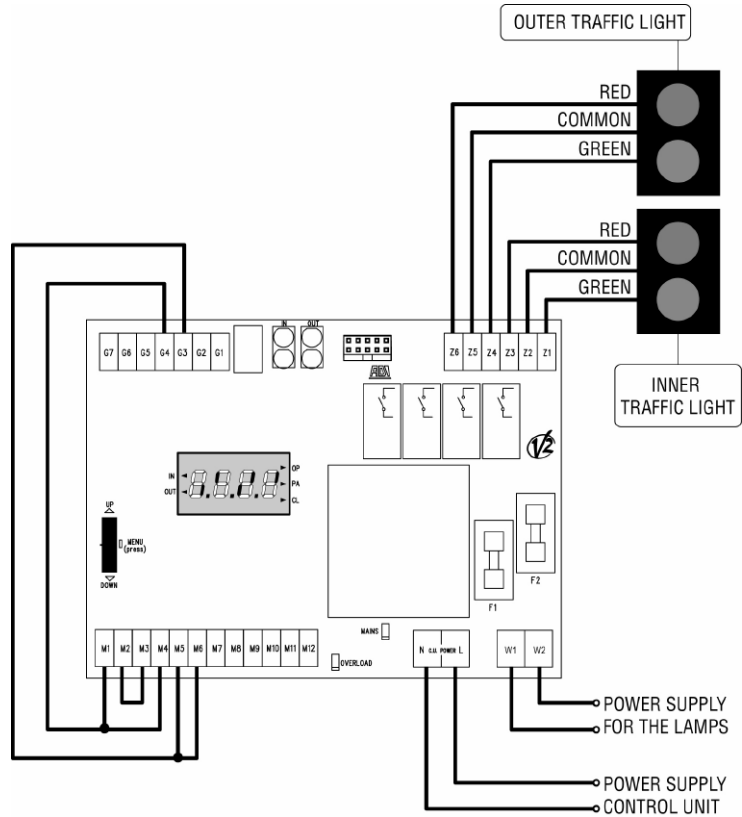 OUTER TRAFFIC LIGHT
RED
COMMON
GREEN
RED
COMMON
GREEN
INNER
TRAFFIC LIGHT
G7 G6 G5 G4 G3 G2 G1
IN OUT
Z6 Z5 Z4 Z3 Z2 Z1
ADI
V2
IN
OUT
OP
PA
CL
UP
MENU
(press)
DOWN
F1
F2
MAINS
OVERLOAD
M1 M2 M3 M4 M5 M6 M7 M8 M9 M10 M11 M12
N C.U. POWER L
W1 W2
POWER SUPPLY
FOR THE LAMPS
POWER SUPPLY
CONTROL UNIT